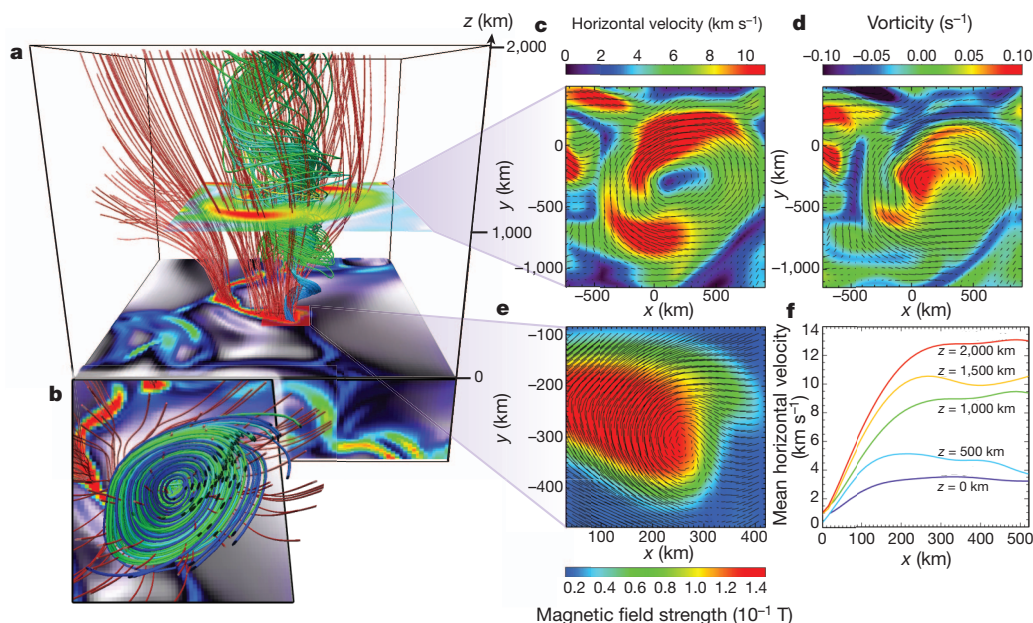 a
z (km)
2,000
1,000
0
b
c
Horizontal velocity (km s⁻¹)
0 2 4 6 8 10
y (km)
0
−500
−1,000
−500 0 500
x (km)
d
Vorticity (s⁻¹)
−0.10 −0.05 0.00 0.05 0.10
y (km)
0
−500
−1,000
−500 0 500
x (km)
e
y (km)
−100
−200
−300
−400
100 200 300 400
x (km)
0.2 0.4 0.6 0.8 1.0 1.2 1.4
Magnetic field strength (10⁻¹ T)
f
Mean horizontal velocity
(km s⁻¹)
14
12
10
8
6
4
2
0
z = 2,000 km
z = 1,500 km
z = 1,000 km
z = 500 km
z = 0 km
0 100 200 300 400 500
x (km)